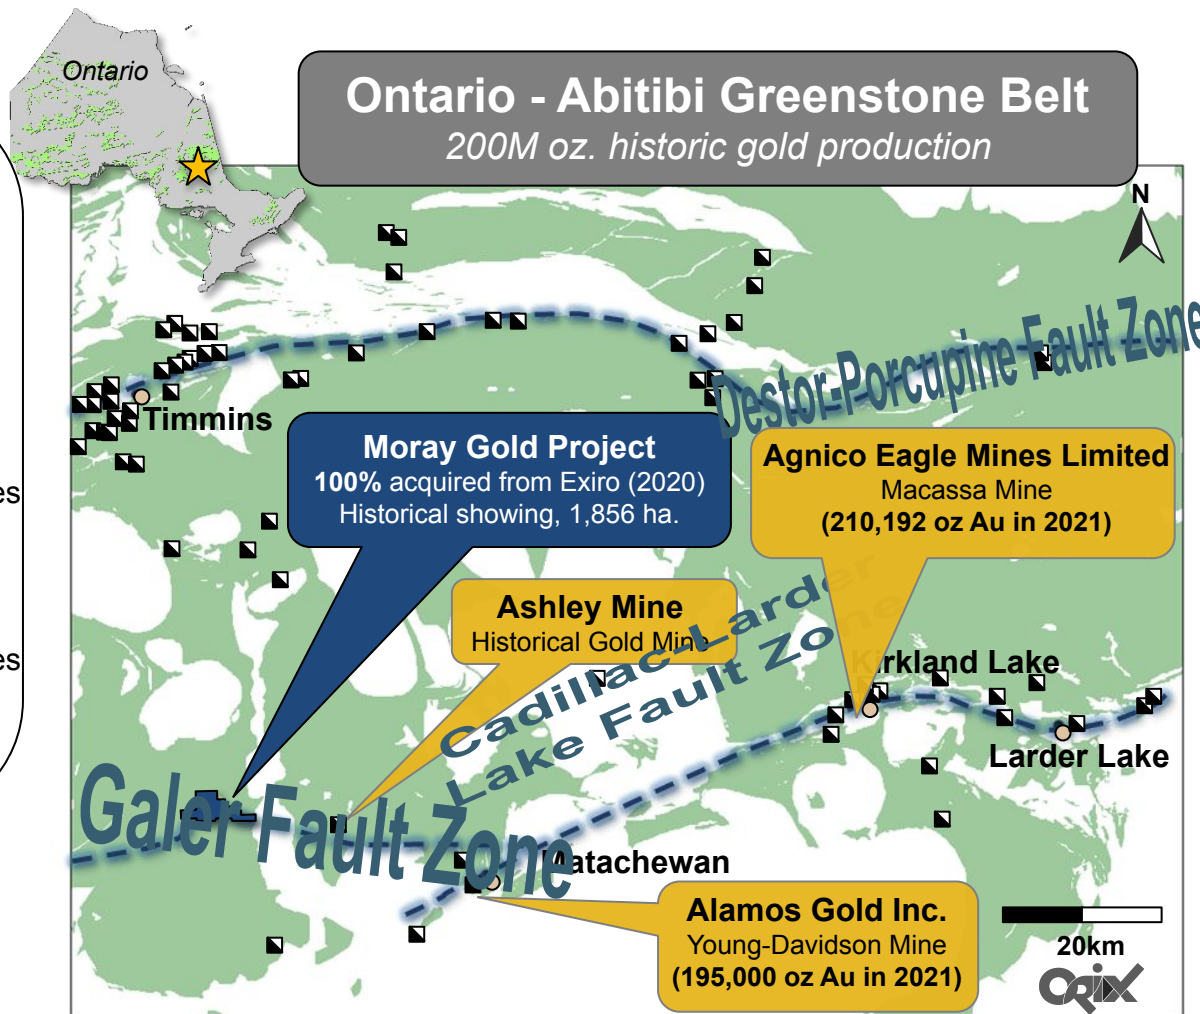 Ontario
Ontario - Abitibi Greenstone Belt
200M oz. historic gold production
N
Destor-Porcupine Fault Zone
Timmins
Moray Gold Project
100% acquired from Exiro (2020)
Historical showing, 1,856 ha.
Agnico Eagle Mines Limited
Macassa Mine
(210,192 oz Au in 2021)
es
Ashley Mine
Historical Gold Mine
Cadillac-Larder
Lake Fault Zone
Kirkland Lake
es
Larder Lake
Galer Fault Zone
Matachewan
Alamos Gold Inc.
Young-Davidson Mine
(195,000 oz Au in 2021)
20km
ORIX